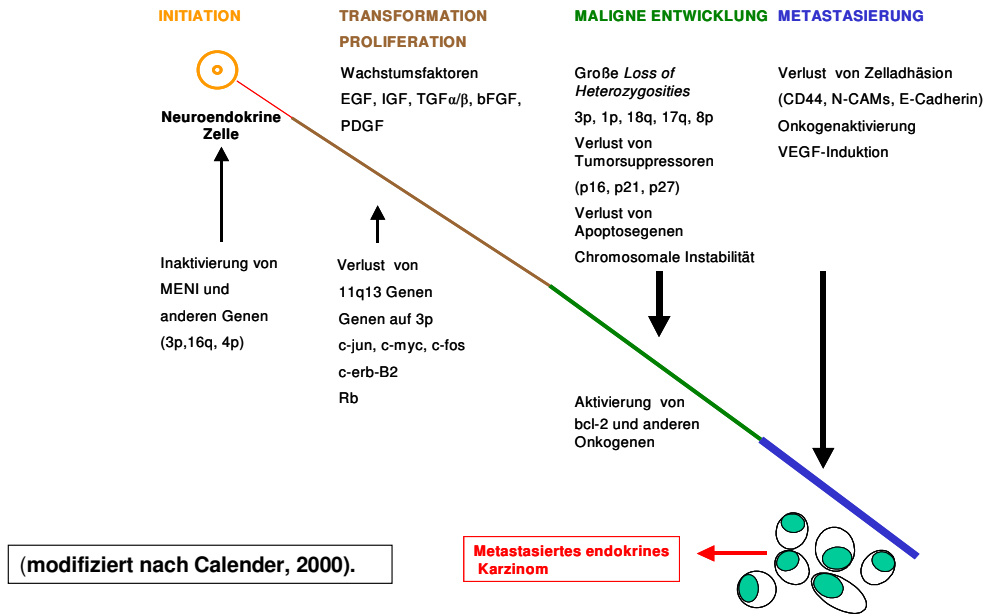 INITIATION
Neuroendokrine
Zelle
Inaktivierung von
MENI und
anderen Genen
(3p,16q, 4p)
TRANSFORMATION
PROLIFERATION
Wachstumsfaktoren
EGF, IGF, TGFα/β, bFGF,
PDGF
Verlust von
11q13 Genen
Genen auf 3p
c-jun, c-myc, c-fos
c-erb-B2
Rb
MALIGNE ENTWICKLUNG
Große Loss of
Heterozygosities
3p, 1p, 18q, 17q, 8p
Verlust von
Tumorsuppressoren
(p16, p21, p27)
Verlust von
Apoptosegenen
Chromosomale Instabilität
Aktivierung von
bcl-2 und anderen
Onkogenen
METASTASIERUNG
Verlust von Zelladhäsion
(CD44, N-CAMs, E-Cadherin)
Onkogenaktivierung
VEGF-Induktion
Metastasiertes endokrines
Karzinom
(modifiziert nach Calender, 2000).